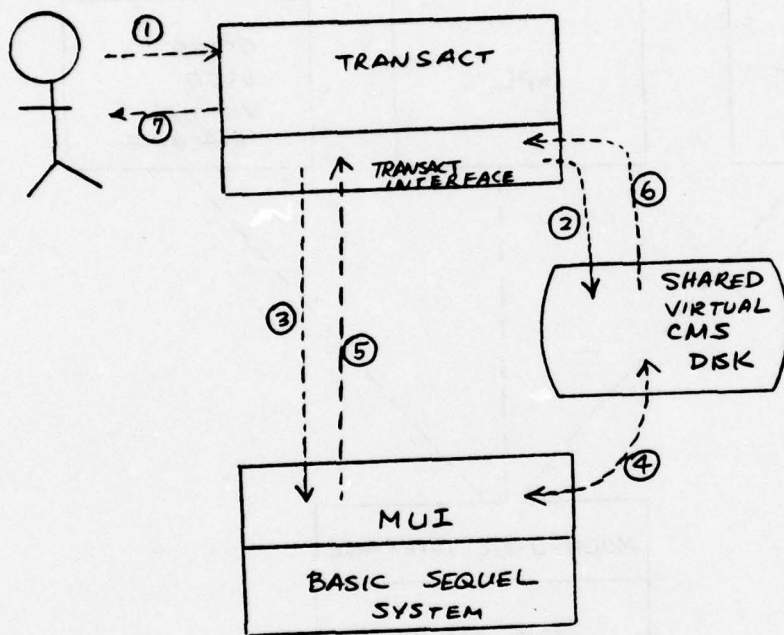 ①
TRANSACT
⑦
TRANSACT
INTERFACE
②
⑥
SHARED
VIRTUAL
CMS
DISK
③
⑤
④
MUI
BASIC SEQUEL
SYSTEM